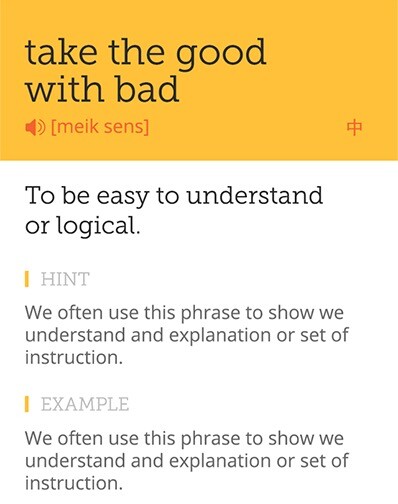 take the good
with bad
[meik sens]
中
To be easy to understand
or logical.
HINT
We often use this phrase to show we
understand and explanation or set of
instruction.
EXAMPLE
We often use this phrase to show we
understand and explanation or set of
instruction.